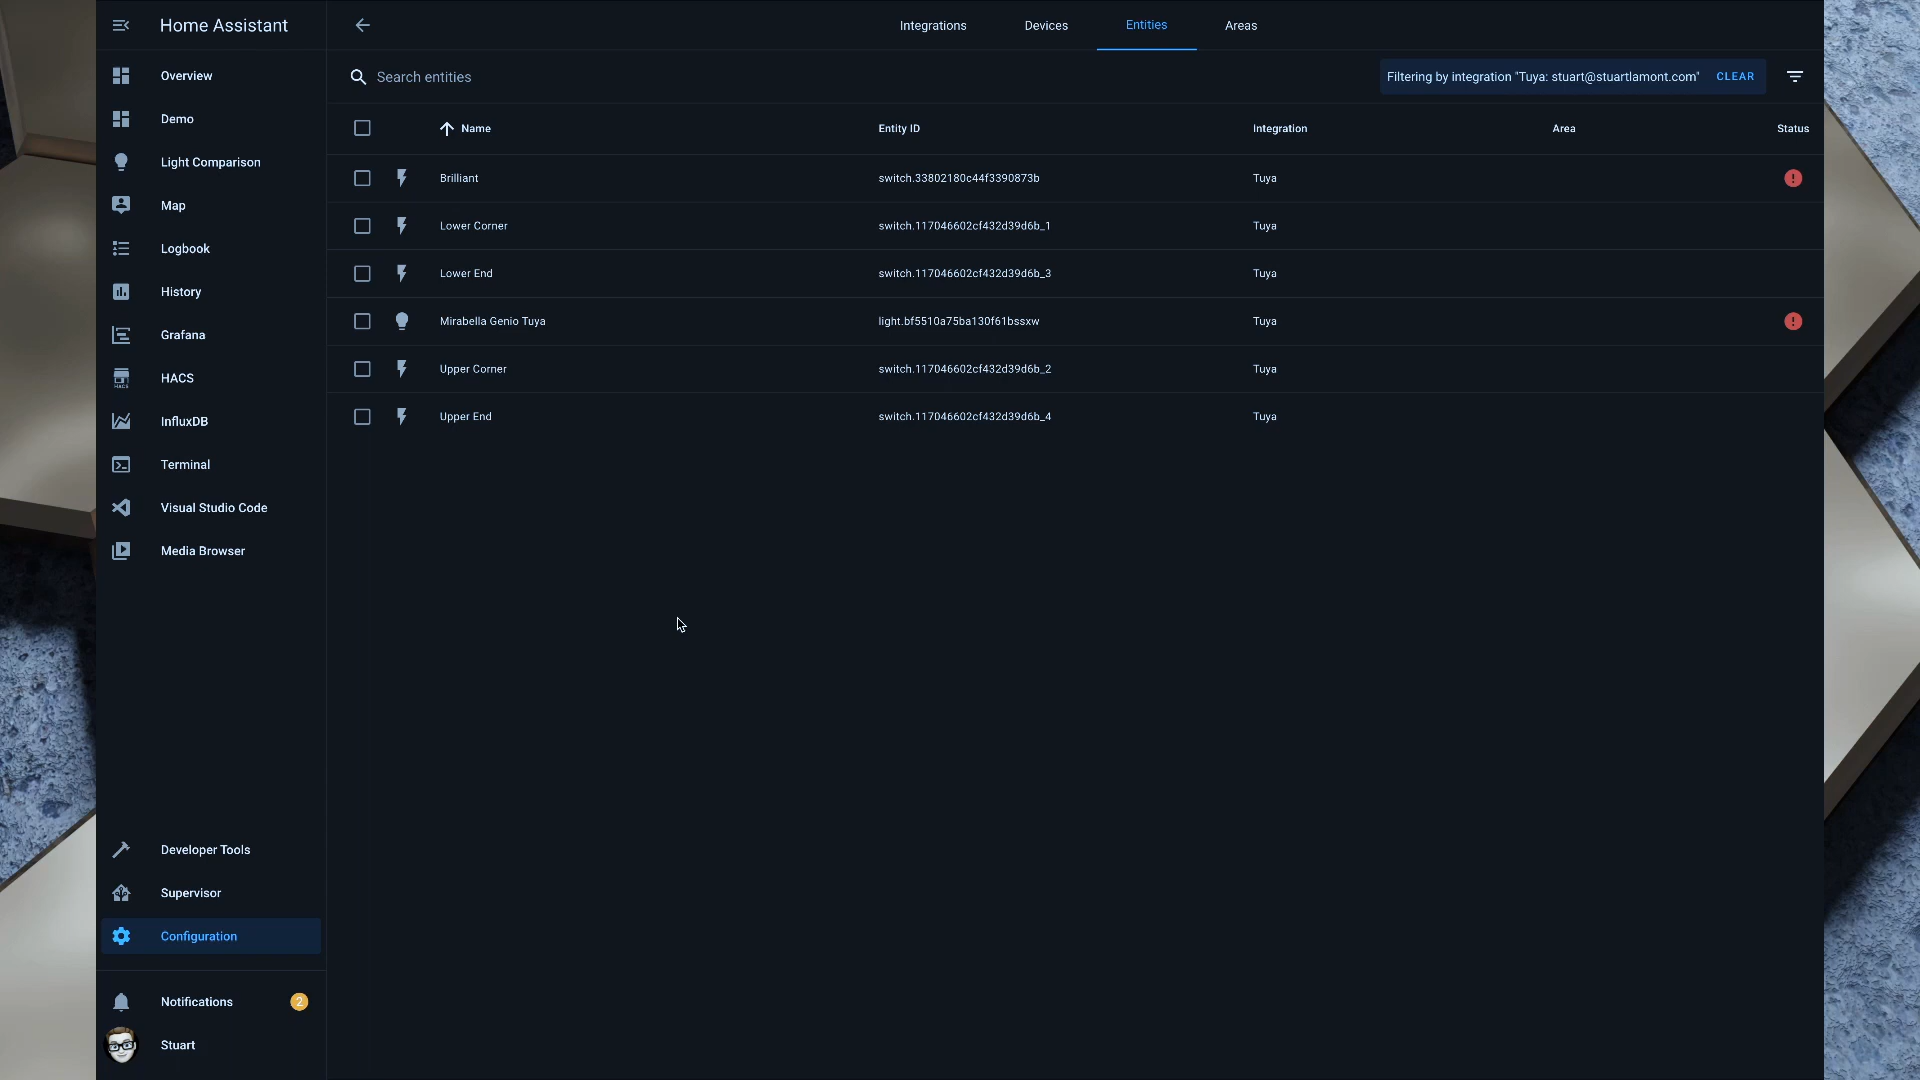 Home Assistant
Integrations
Devices
Entities
Areas
Search entities
Filtering by integration "Tuya: stuart@stuartlamont.com"
CLEAR
Name
Entity ID
Integration
Area
Status
Brilliant
switch.33802180c44f3390873b
Tuya
Lower Corner
switch.117046602cf432d39d6b_1
Tuya
Lower End
switch.117046602cf432d39d6b_3
Tuya
Mirabella Genio Tuya
light.bf5510a75ba130f61bssxw
Tuya
Upper Corner
switch.117046602cf432d39d6b_2
Tuya
Upper End
switch.117046602cf432d39d6b_4
Tuya
Overview
Demo
Light Comparison
Map
Logbook
History
Grafana
HACS
HACS
InfluxDB
Terminal
Visual Studio Code
Media Browser
Developer Tools
Supervisor
Configuration
Notifications
2
Stuart